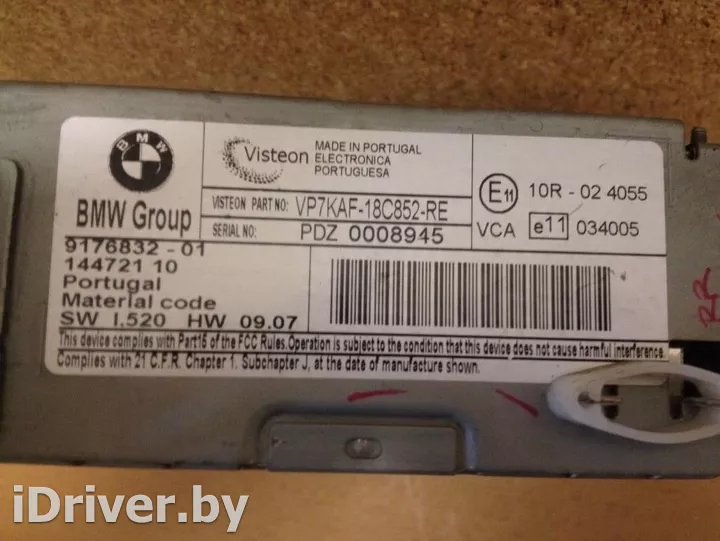 BMW
BMW Group
Visteon
MADE IN PORTUGAL
ELECTRONICA
PORTUGUESA
VISTEON PART NO: VP7KAF-18C852-RE
SERIAL NO: PDZ 0008945
E11 10R - 02 4055
VCA e11 034005
9176832 - 01
144721 10
Portugal
Material code
SW I.520 HW 09.07
This device complies with Part15 of the FCC Rules.Operation is subject to the condition that this device does not cause harmful interference.
Complies with 21 C.F.R. Chapter 1. Subchapter J, at the date of manufacture shown.
iDriver.by